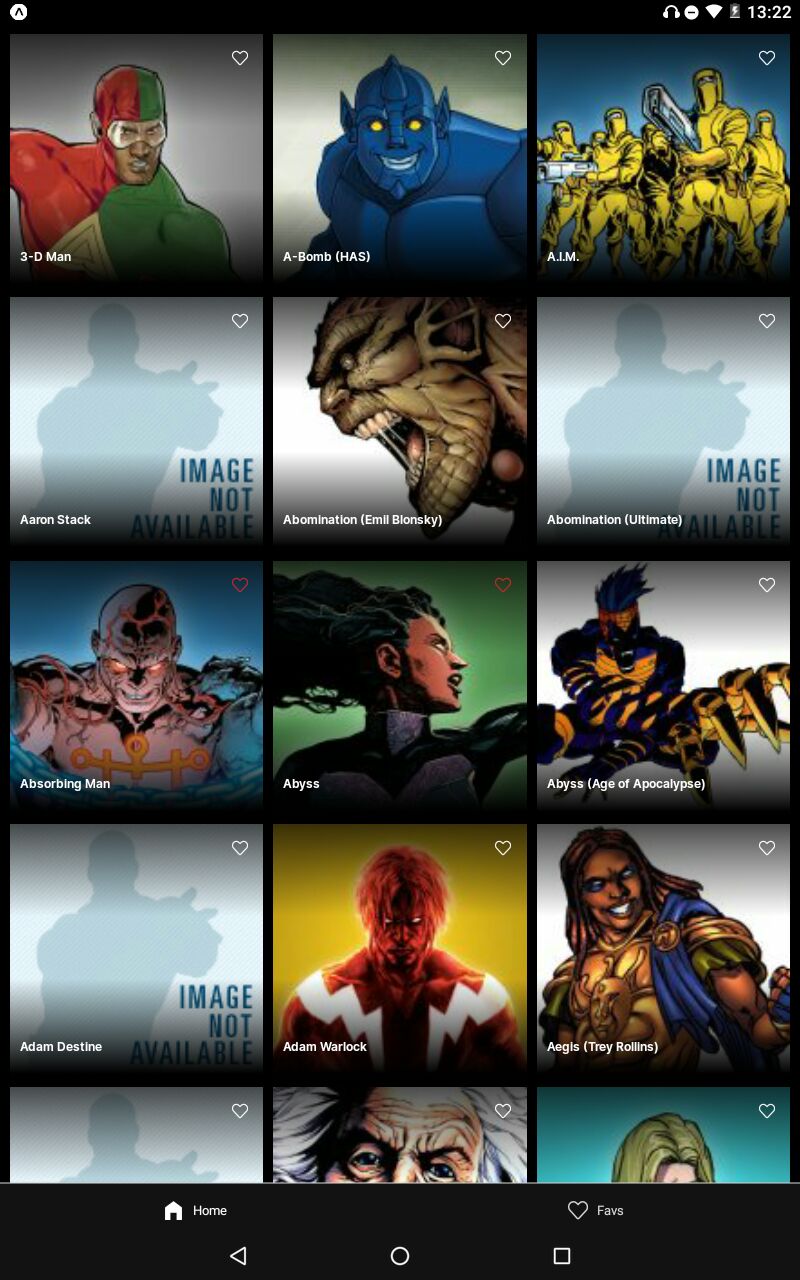 13:22
3-D Man
A-Bomb (HAS)
A.I.M.
IMAGE
NOT
AVAILABLE
Aaron Stack
Abomination (Emil Blonsky)
IMAGE
NOT
AVAILABLE
Abomination (Ultimate)
Absorbing Man
Abyss
Abyss (Age of Apocalypse)
IMAGE
NOT
AVAILABLE
Adam Destine
Adam Warlock
Aegis (Trey Rollins)
Home
Favs